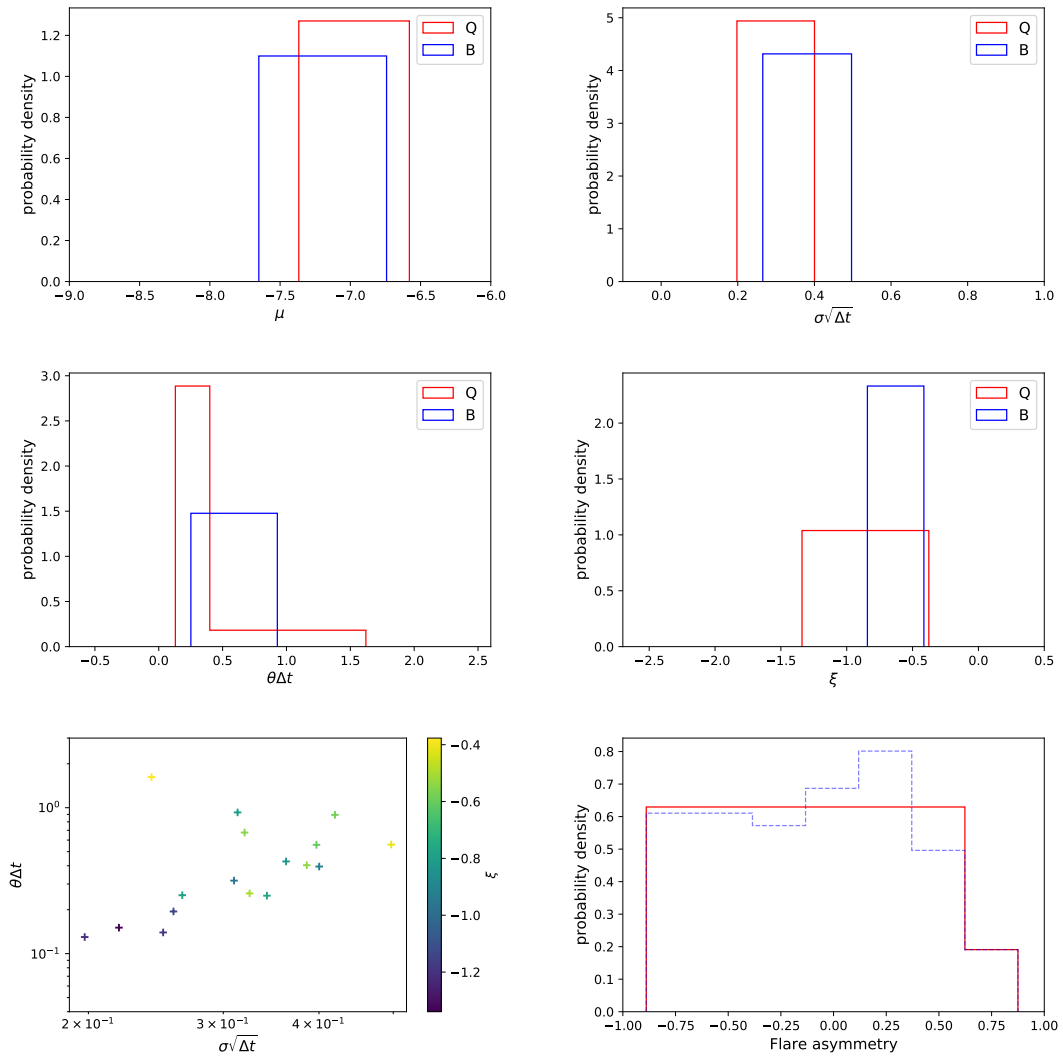 probability density
1.2
1.0
0.8
0.6
0.4
0.2
0.0
−9.0 −8.5 −8.0 −7.5 −7.0 −6.5 −6.0
μ
Q
B
probability density
5
4
3
2
1
0
0.0 0.2 0.4 0.6 0.8 1.0
σ√Δt
Q
B
probability density
3.0
2.5
2.0
1.5
1.0
0.5
0.0
−0.5 0.0 0.5 1.0 1.5 2.0 2.5
θΔt
Q
B
probability density
2.0
1.5
1.0
0.5
0.0
−2.5 −2.0 −1.5 −1.0 −0.5 0.0 0.5
ξ
Q
B
θΔt
10⁰
10⁻¹
2 × 10⁻¹ 3 × 10⁻¹ 4 × 10⁻¹
σ√Δt
−0.4
−0.6
−0.8
−1.0
−1.2
ξ
probability density
0.8
0.7
0.6
0.5
0.4
0.3
0.2
0.1
0.0
−1.00 −0.75 −0.50 −0.25 0.00 0.25 0.50 0.75 1.00
Flare asymmetry